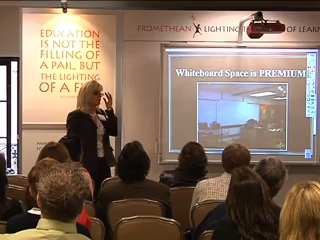 EDUCATION
IS NOT THE
FILLING OF
A PAIL, BUT
THE LIGHTING
OF A
PROMETHEAN LIGHTING OF LEARN
Whiteboard Space is PREMIUM